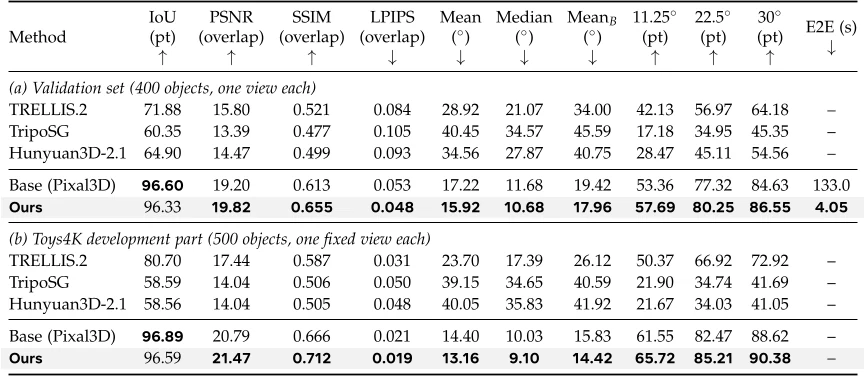 Method IoU (pt) ↑ PSNR (overlap) ↑ SSIM (overlap) ↑ LPIPS (overlap) ↓ Mean (°) ↓ Median (°) ↓ Mean_B (°) ↓ 11.25° (pt) ↑ 22.5° (pt) ↑ 30° (pt) ↑ E2E (s) ↓
(a) Validation set (400 objects, one view each)
TRELLIS.2 71.88 15.80 0.521 0.084 28.92 21.07 34.00 42.13 56.97 64.18 –
TripoSG 60.35 13.39 0.477 0.105 40.45 34.57 45.59 17.18 34.95 45.35 –
Hunyuan3D-2.1 64.90 14.47 0.499 0.093 34.56 27.87 40.75 28.47 45.11 54.56 –
Base (Pixal3D) 96.60 19.20 0.613 0.053 17.22 11.68 19.42 53.36 77.32 84.63 133.0
Ours 96.33 19.82 0.655 0.048 15.92 10.68 17.96 57.69 80.25 86.55 4.05
(b) Toys4K development part (500 objects, one fixed view each)
TRELLIS.2 80.70 17.44 0.587 0.031 23.70 17.39 26.12 50.37 66.92 72.92 –
TripoSG 58.59 14.04 0.506 0.050 39.15 34.65 40.59 21.90 34.74 41.69 –
Hunyuan3D-2.1 58.56 14.04 0.505 0.048 40.05 35.83 41.92 21.67 34.03 41.05 –
Base (Pixal3D) 96.89 20.79 0.666 0.021 14.40 10.03 15.83 61.55 82.47 88.62 –
Ours 96.59 21.47 0.712 0.019 13.16 9.10 14.42 65.72 85.21 90.38 –